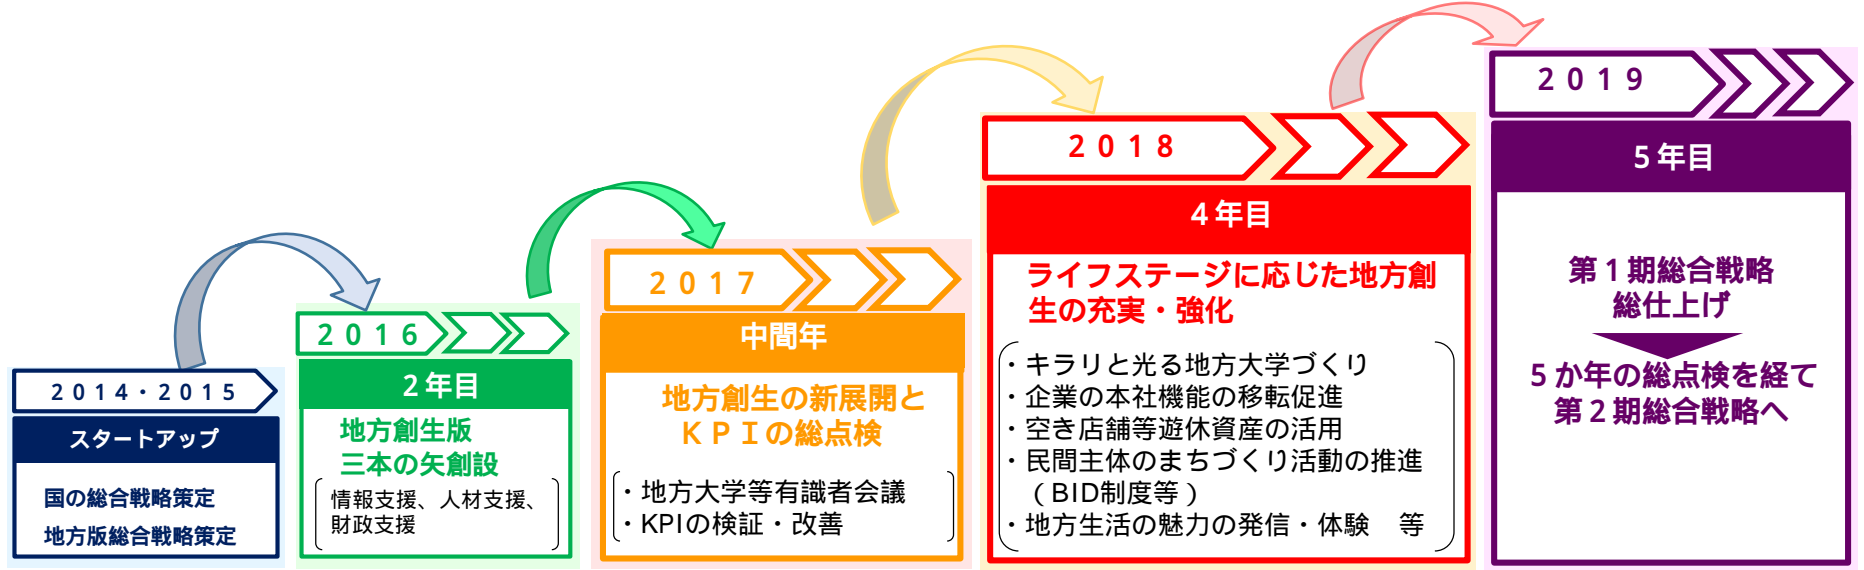 ２０１４・２０１５
スタートアップ
国の総合戦略策定
地方版総合戦略策定
２０１６
２年目
地方創生版
三本の矢創設
情報支援、人材支援、
財政支援
２０１７
中間年
地方創生の新展開と
ＫＰＩの総点検
・地方大学等有識者会議
・KPIの検証・改善
２０１８
４年目
ライフステージに応じた地方創
生の充実・強化
・キラリと光る地方大学づくり
・企業の本社機能の移転促進
・空き店舗等遊休資産の活用
・民間主体のまちづくり活動の推進
（BID制度等）
・地方生活の魅力の発信・体験　等
２０１９
５年目
第１期総合戦略
総仕上げ
５か年の総点検を経て
第２期総合戦略へ